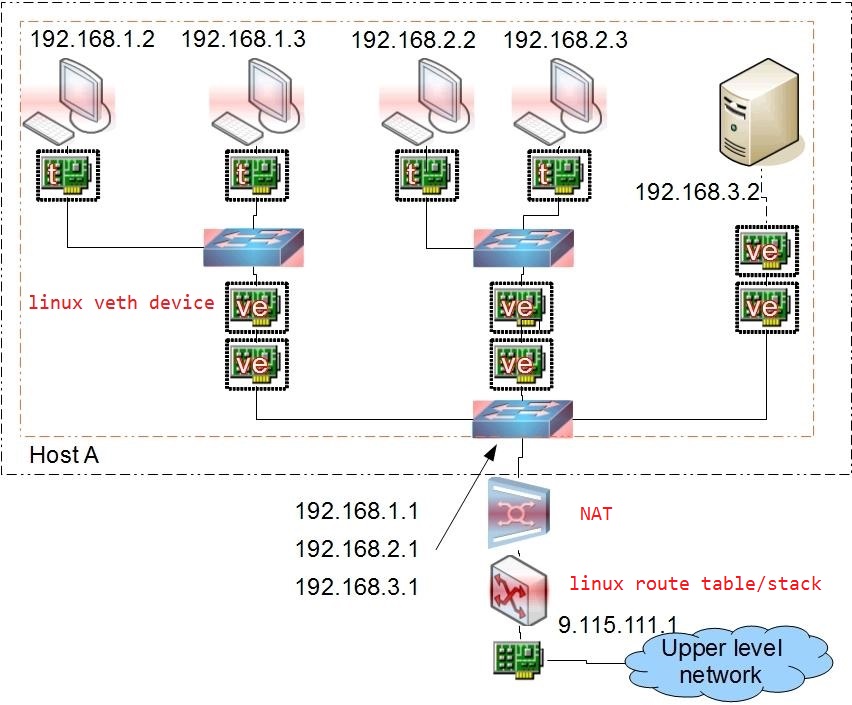 192.168.1.2
192.168.1.3
192.168.2.2
192.168.2.3
t
t
t
t
192.168.3.2
ve
linux veth device
ve
ve
ve
ve
ve
Host A
192.168.1.1
192.168.2.1
192.168.3.1
NAT
linux route table/stack
9.115.111.1
Upper level
network